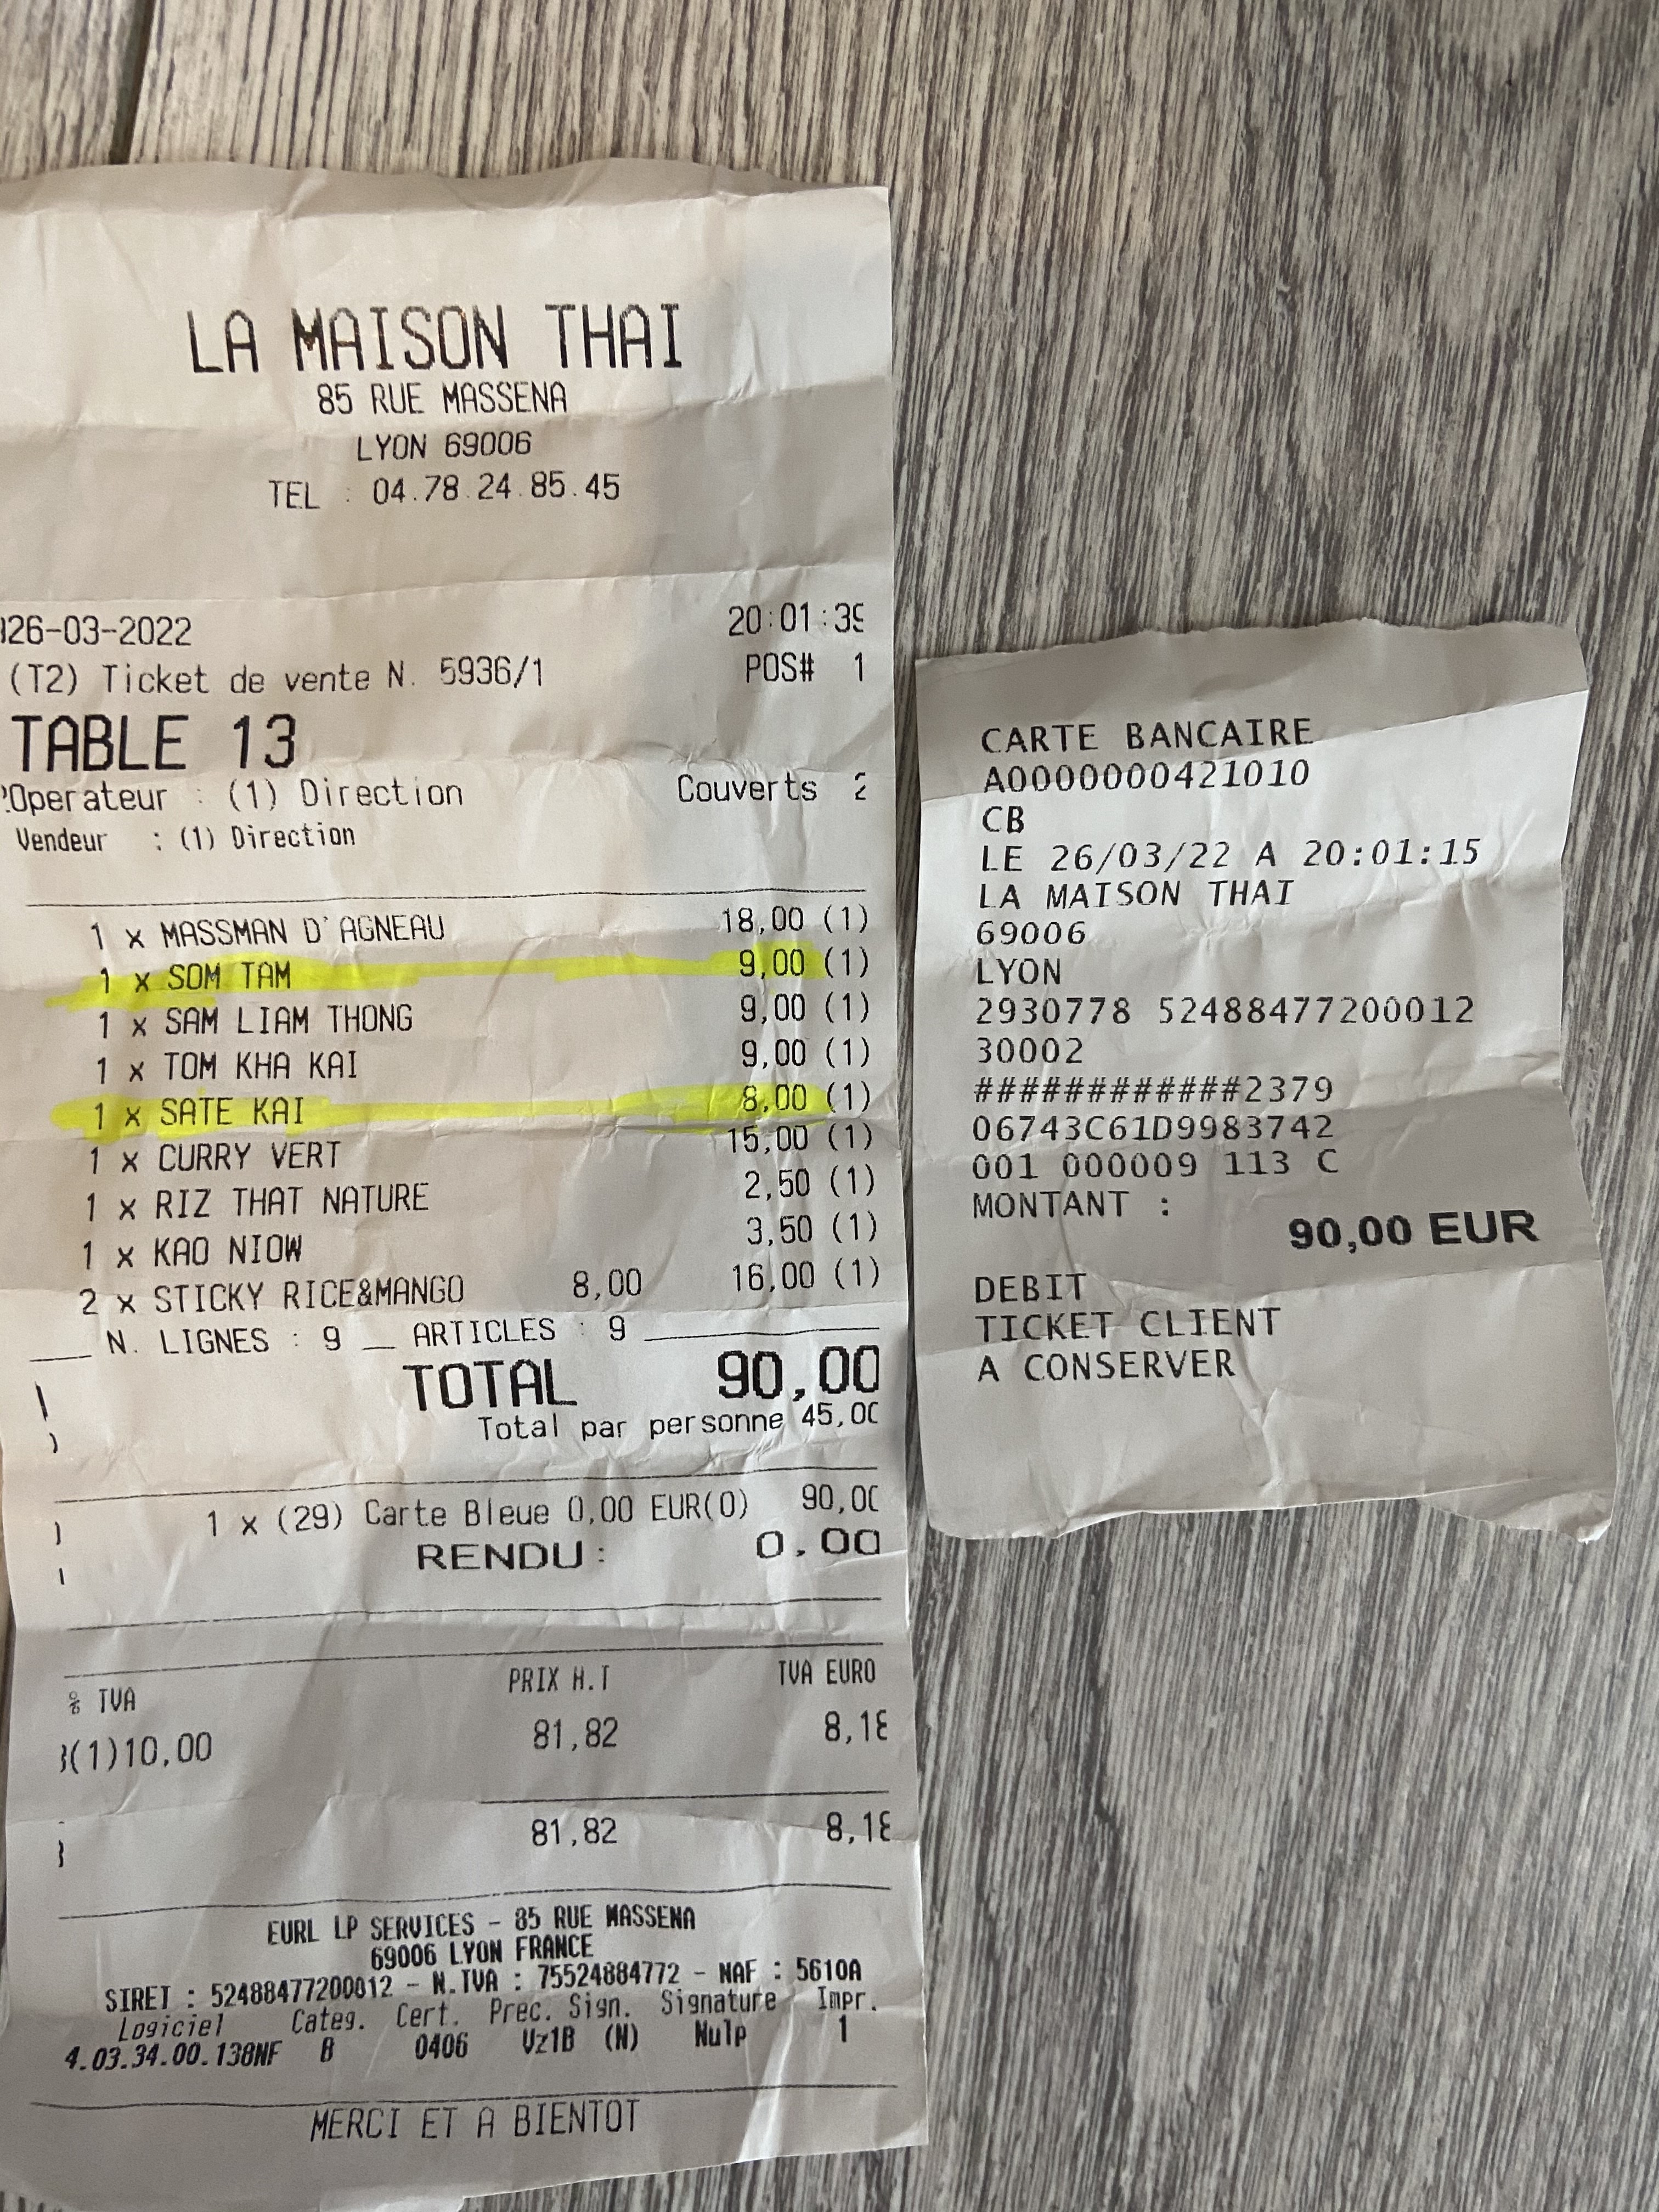 LA MAISON THAI
85 RUE MASSENA
LYON 69006
TEL : 04.78.24.85.45
26-03-2022 20:01:39
(T2) Ticket de vente N. 5936/1 POS# 1
TABLE 13
Operateur : (1) Direction Couverts 2
Vendeur : (1) Direction
1 x MASSMAN D'AGNEAU 18,00 (1)
1 x SOM TAM 9,00 (1)
1 x SAM LIAM THONG 9,00 (1)
1 x TOM KHA KAI 9,00 (1)
1 x SATE KAI 8,00 (1)
1 x CURRY VERT 15,00 (1)
1 x RIZ THAT NATURE 2,50 (1)
1 x KAO NIOW 3,50 (1)
2 x STICKY RICE&MANGO 8,00 16,00 (1)
N. LIGNES : 9 ARTICLES : 9
TOTAL 90,00
Total par personne 45,00
1 x (29) Carte Bleue 0,00 EUR(0) 90,00
RENDU: 0.00
% TVA PRIX H.T TVA EURO
(1)10,00 81,82 8,18
81,82 8,18
EURL LP SERVICES - 85 RUE MASSENA
69006 LYON FRANCE
SIRET : 52488477200012 - N.TVA : 75524884772 - NAF : 5610A
Logiciel Categ. Cert. Prec. Sign. Signature Impr.
4.03.34.00.138NF B 0406 Vz1B (N) Nulp 1
MERCI ET A BIENTOT
CARTE BANCAIRE
A0000000421010
CB
LE 26/03/22 A 20:01:15
LA MAISON THAI
69006
LYON
2930778 52488477200012
30002
############2379
06743C61D9983742
001 000009 113 C
MONTANT :
90,00 EUR
DEBIT
TICKET CLIENT
A CONSERVER